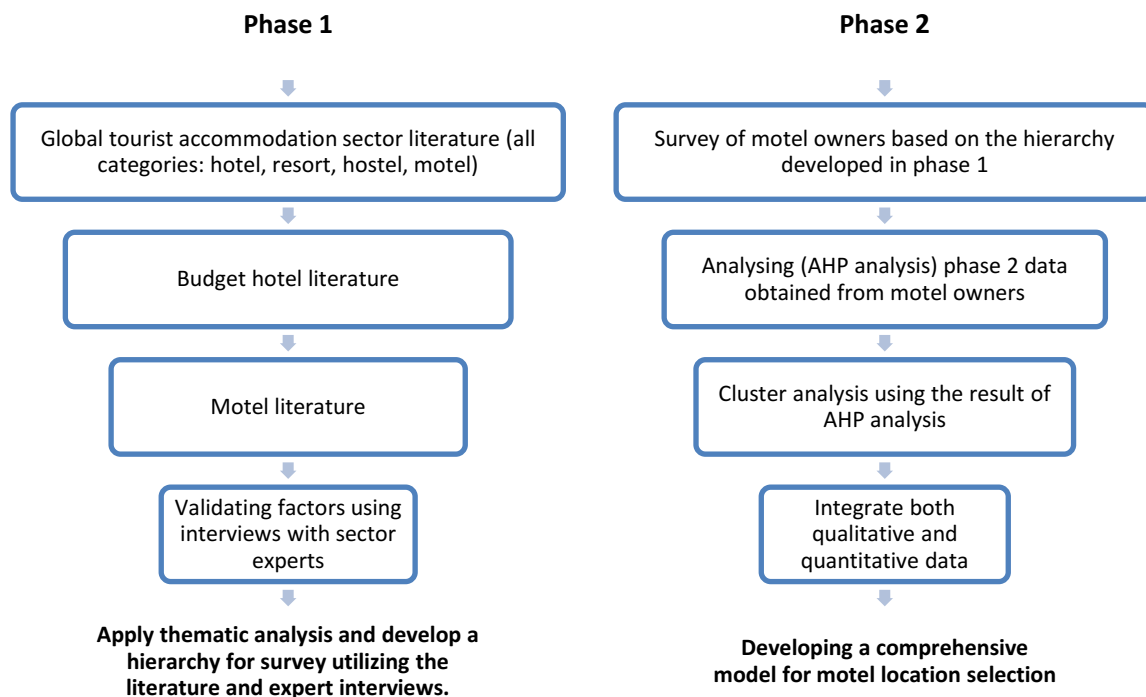 Phase 1
Global tourist accommodation sector literature (all
categories: hotel, resort, hostel, motel)
Budget hotel literature
Motel literature
Validating factors using
interviews with sector
experts
Apply thematic analysis and develop a
hierarchy for survey utilizing the
literature and expert interviews.
Phase 2
Survey of motel owners based on the hierarchy
developed in phase 1
Analysing (AHP analysis) phase 2 data
obtained from motel owners
Cluster analysis using the result of
AHP analysis
Integrate both
qualitative and
quantitative data
Developing a comprehensive
model for motel location selection